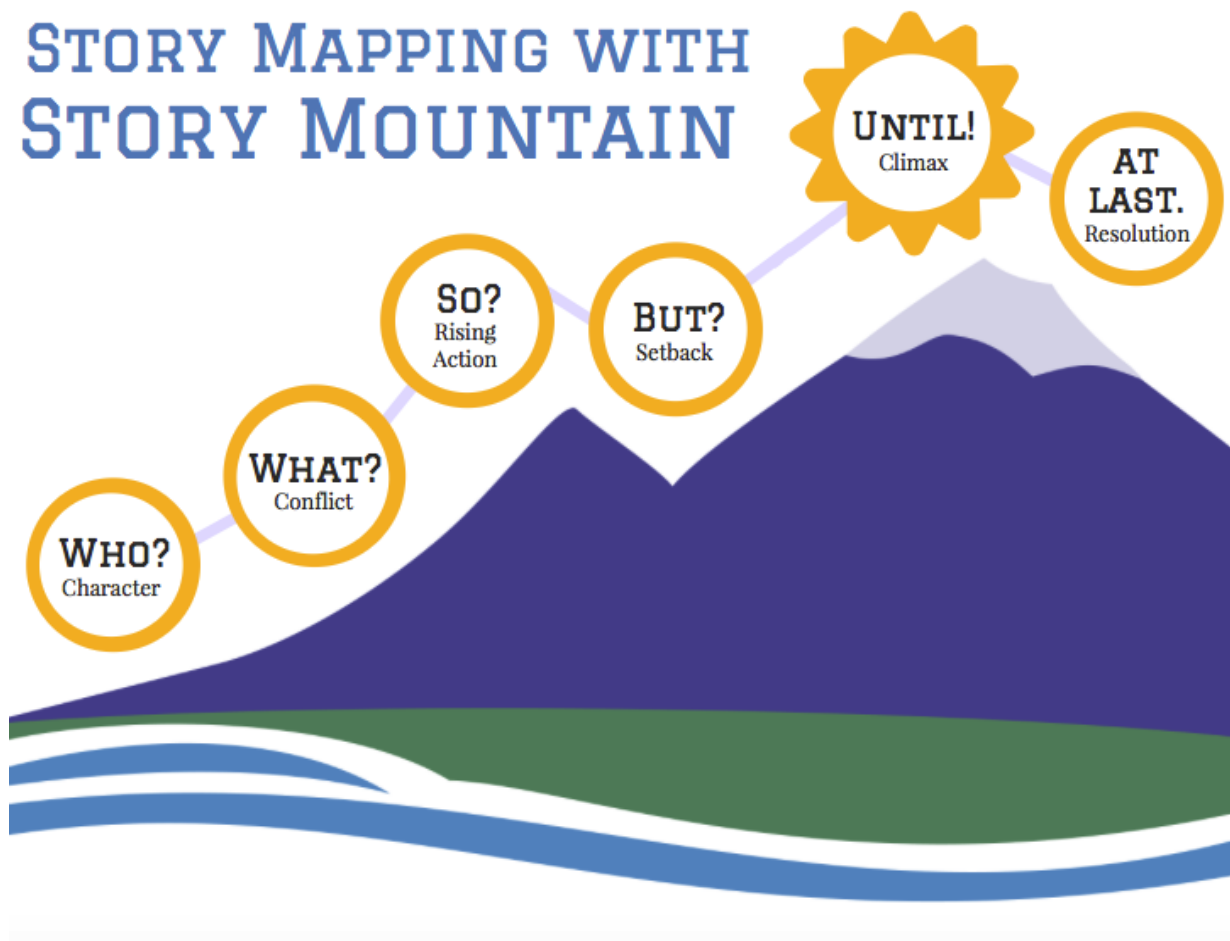 Story Mapping with
Story Mountain
Who?
Character
What?
Conflict
So?
Rising
Action
But?
Setback
Until!
Climax
At
Last.
Resolution